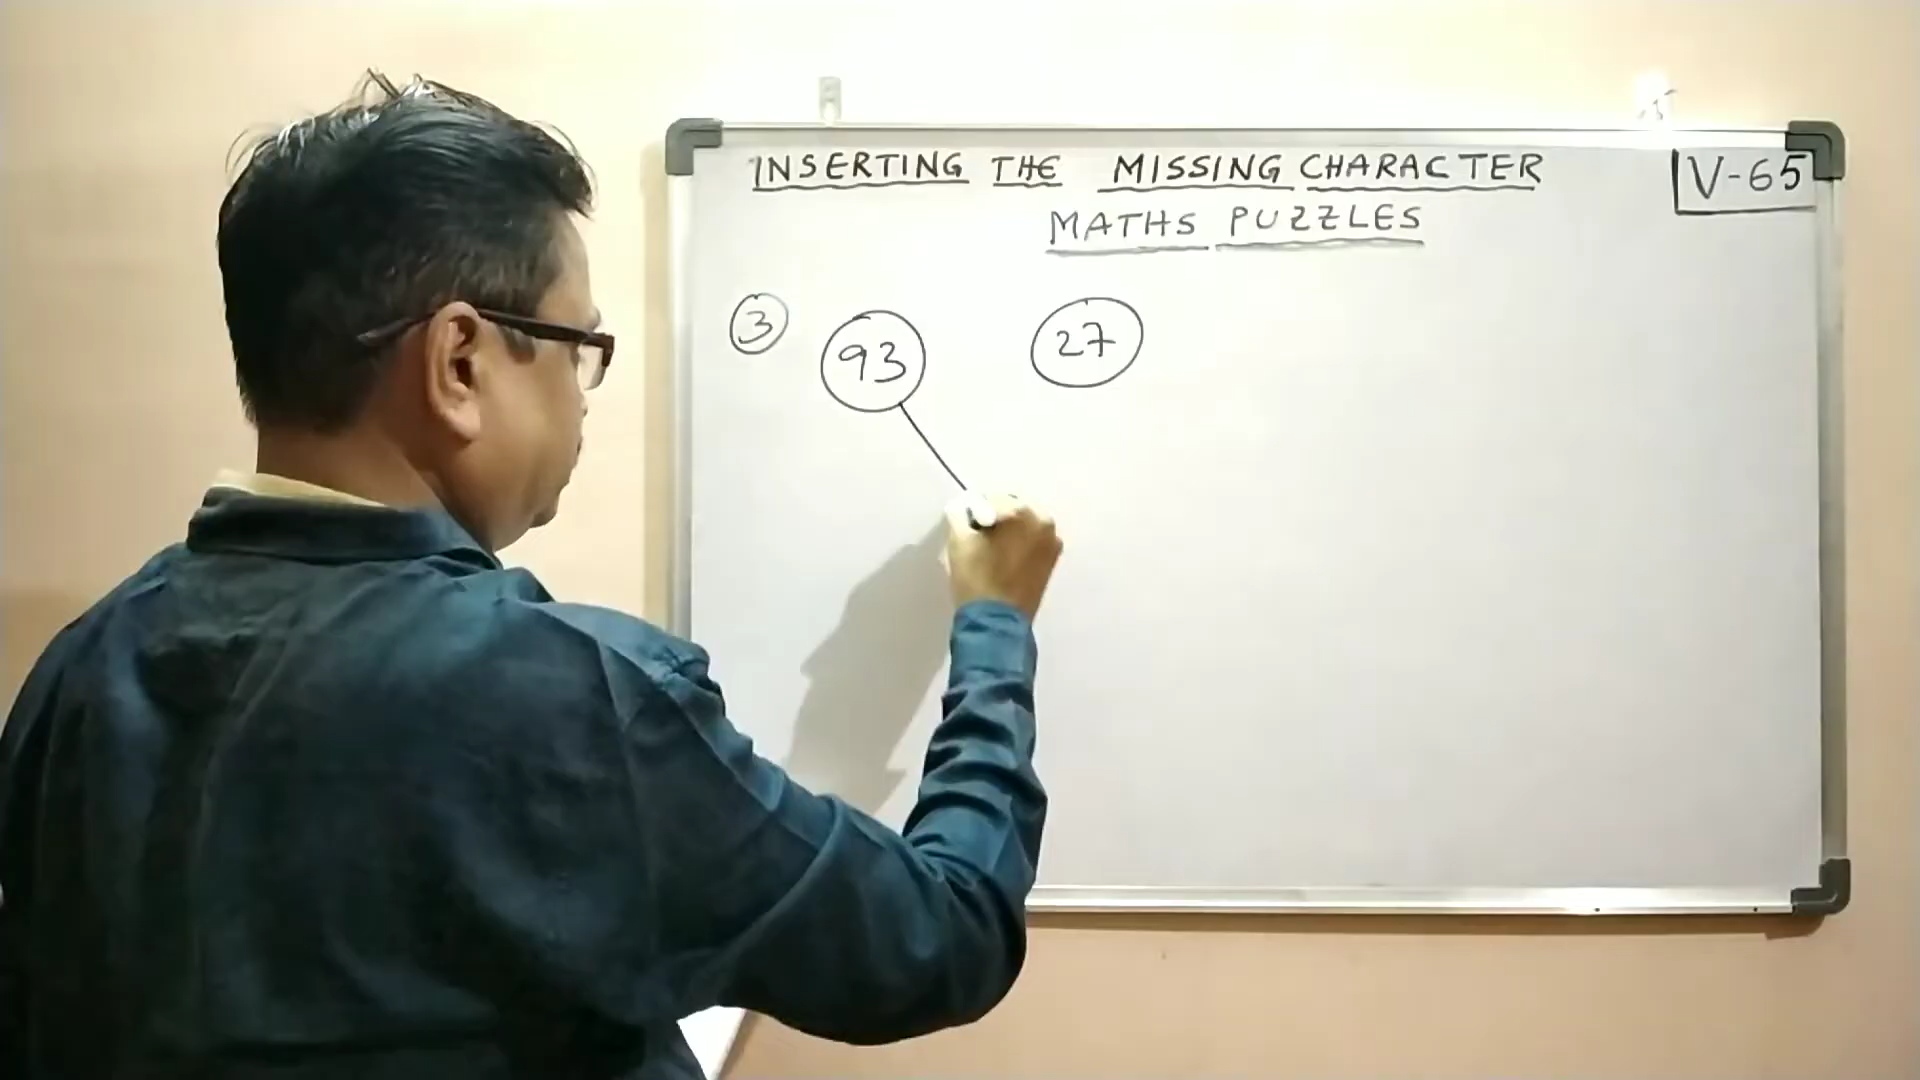 INSERTING THE MISSING CHARACTER
V-65
MATHS PUZZLES
3 93 27